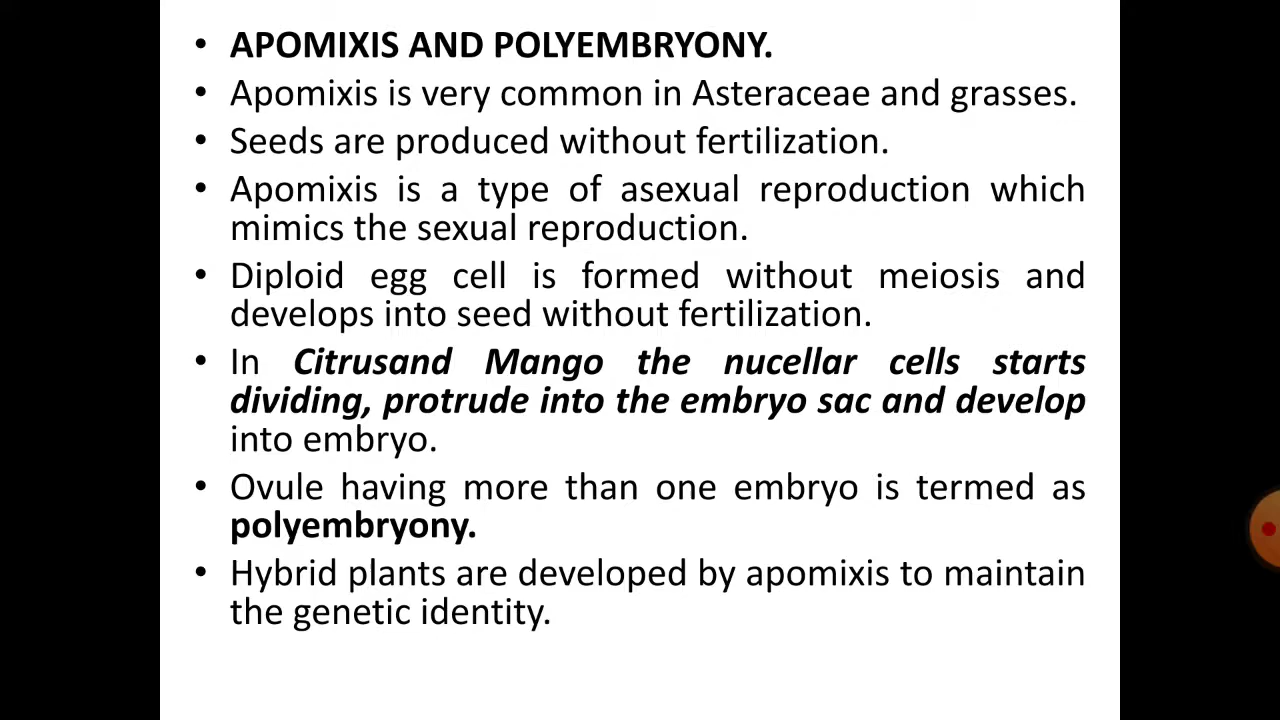 • APOMIXIS AND POLYEMBRYONY.
• Apomixis is very common in Asteraceae and grasses.
• Seeds are produced without fertilization.
• Apomixis is a type of asexual reproduction which
mimics the sexual reproduction.
• Diploid egg cell is formed without meiosis and
develops into seed without fertilization.
• In Citrusand Mango the nucellar cells starts
dividing, protrude into the embryo sac and develop
into embryo.
• Ovule having more than one embryo is termed as
polyembryony.
• Hybrid plants are developed by apomixis to maintain
the genetic identity.